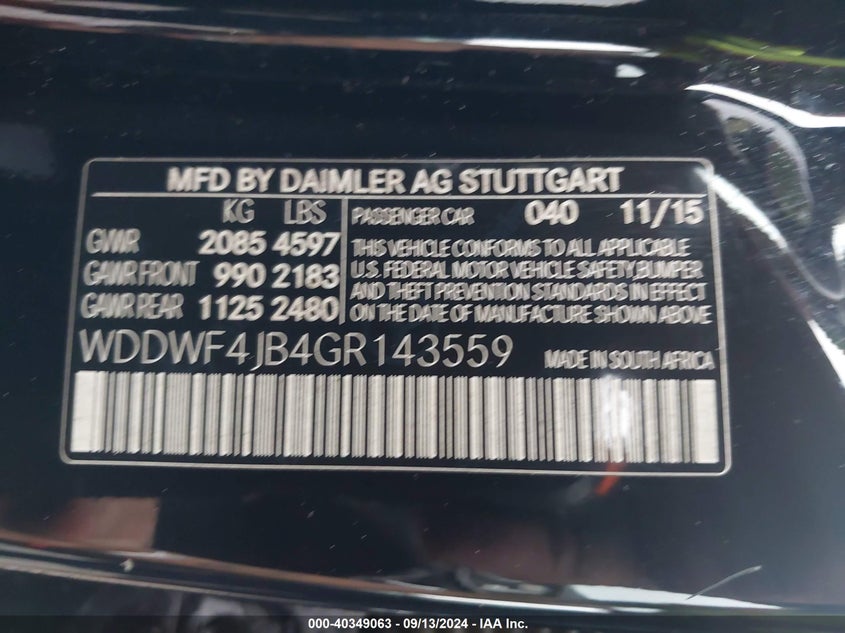 MFD BY DAIMLER AG STUTTGART
KG LBS
GVWR 2085 4597
GAWR FRONT 990 2183
GAWR REAR 1125 2480
PASSENGER CAR 040 11/15
THIS VEHICLE CONFORMS TO ALL APPLICABLE
U.S. FEDERAL MOTOR VEHICLE SAFETY, BUMPER
AND THEFT PREVENTION STANDARDS IN EFFECT
ON THE DATE OF MANUFACTURE SHOWN ABOVE.
WDDWF4JB4GR143559 MADE IN SOUTH AFRICA
000-40349063 - 09/13/2024 - IAA Inc.